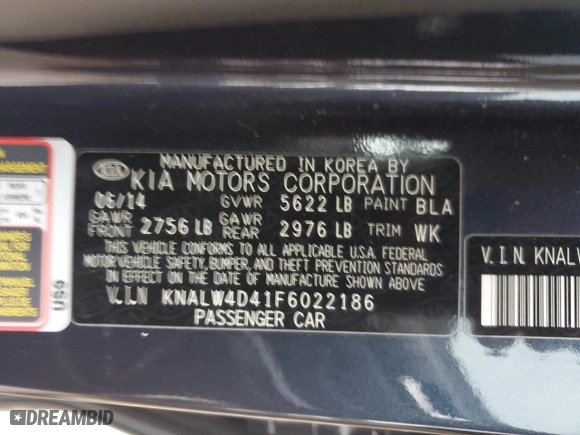 MANUFACTURED IN KOREA BY
KIA KIA MOTORS CORPORATION
06/14 GVWR 5622 LB PAINT BLA
GAWR FRONT 2756 LB GAWR REAR 2976 LB TRIM WK
THIS VEHICLE CONFORMS TO ALL APPLICABLE U.S.A. FEDERAL
MOTOR VEHICLE SAFETY, BUMPER, AND THEFT PREVENTION STANDARDS
IN EFFECT ON THE DATE OF MANUFACTURE SHOWN ABOVE.
V.I.N KNALW4D41F6022186
PASSENGER CAR
V.I.N. KNALW
US9
DREAMBID